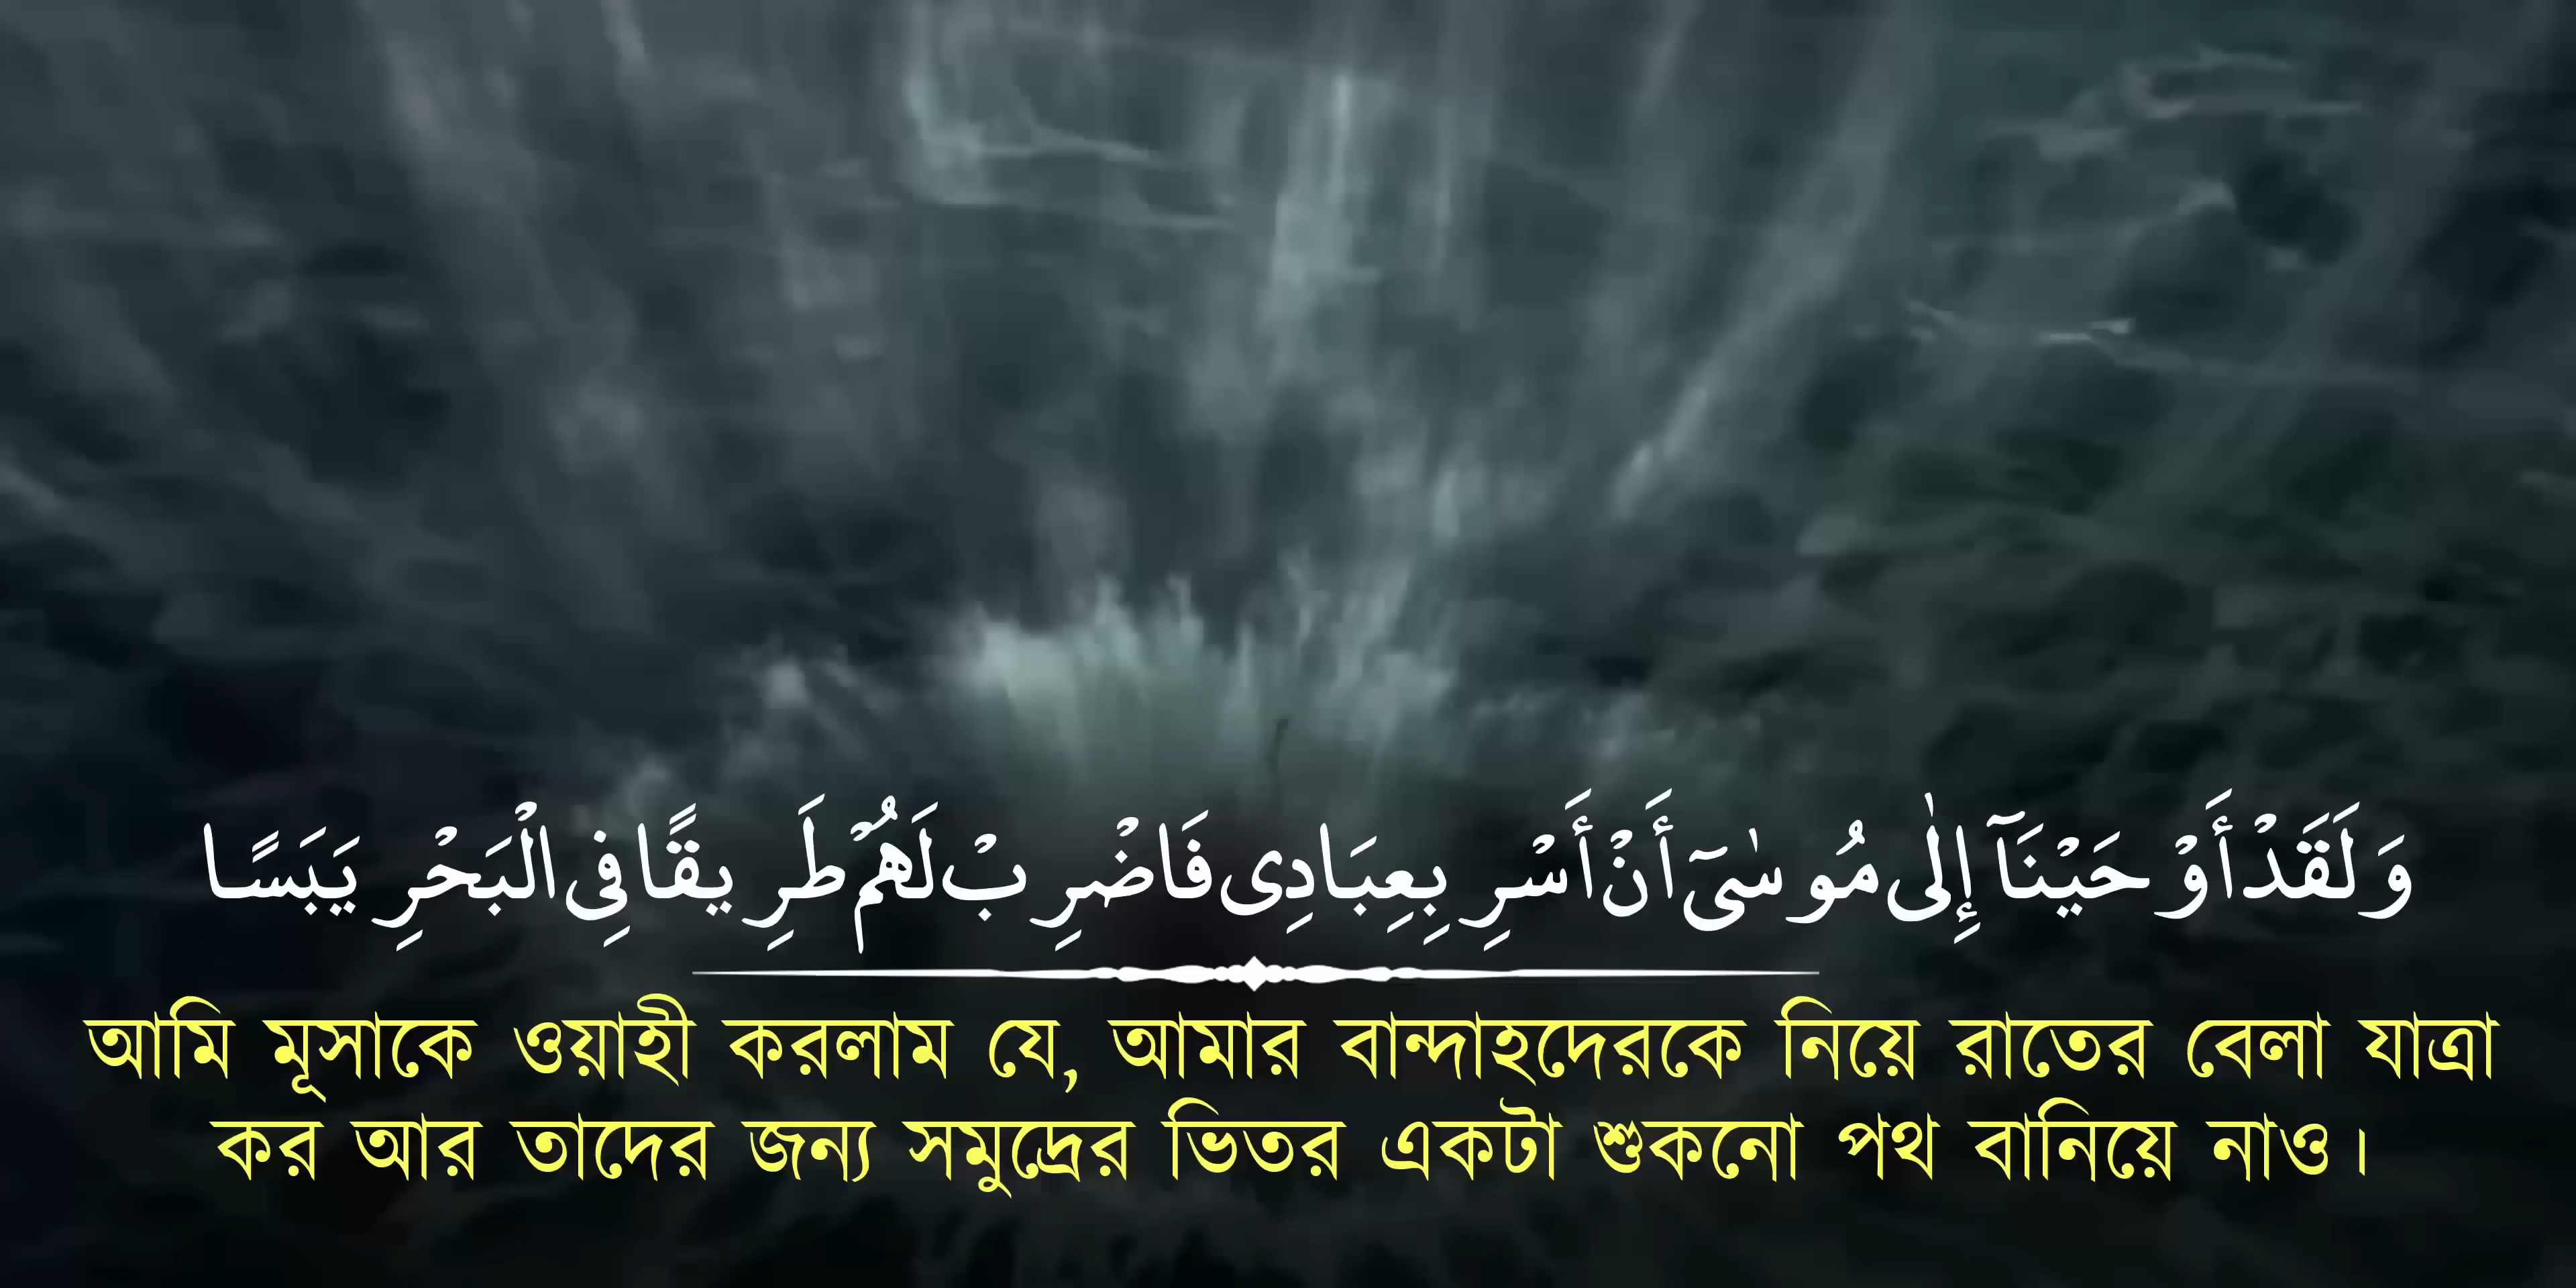 وَلَقَدْ أَوْحَيْنَآ إِلٰى مُوسٰىٓ أَنْ أَسْرِ بِعِبَادِى فَاضْرِبْ لَهُمْ طَرِيقًا فِى الْبَحْرِ يَبَسًا
আমি মূসাকে ওয়াহী করলাম যে, আমার বান্দাহদেরকে নিয়ে রাতের বেলা যাত্রা
কর আর তাদের জন্য সমুদ্রের ভিতর একটা শুকনো পথ বানিয়ে নাও।